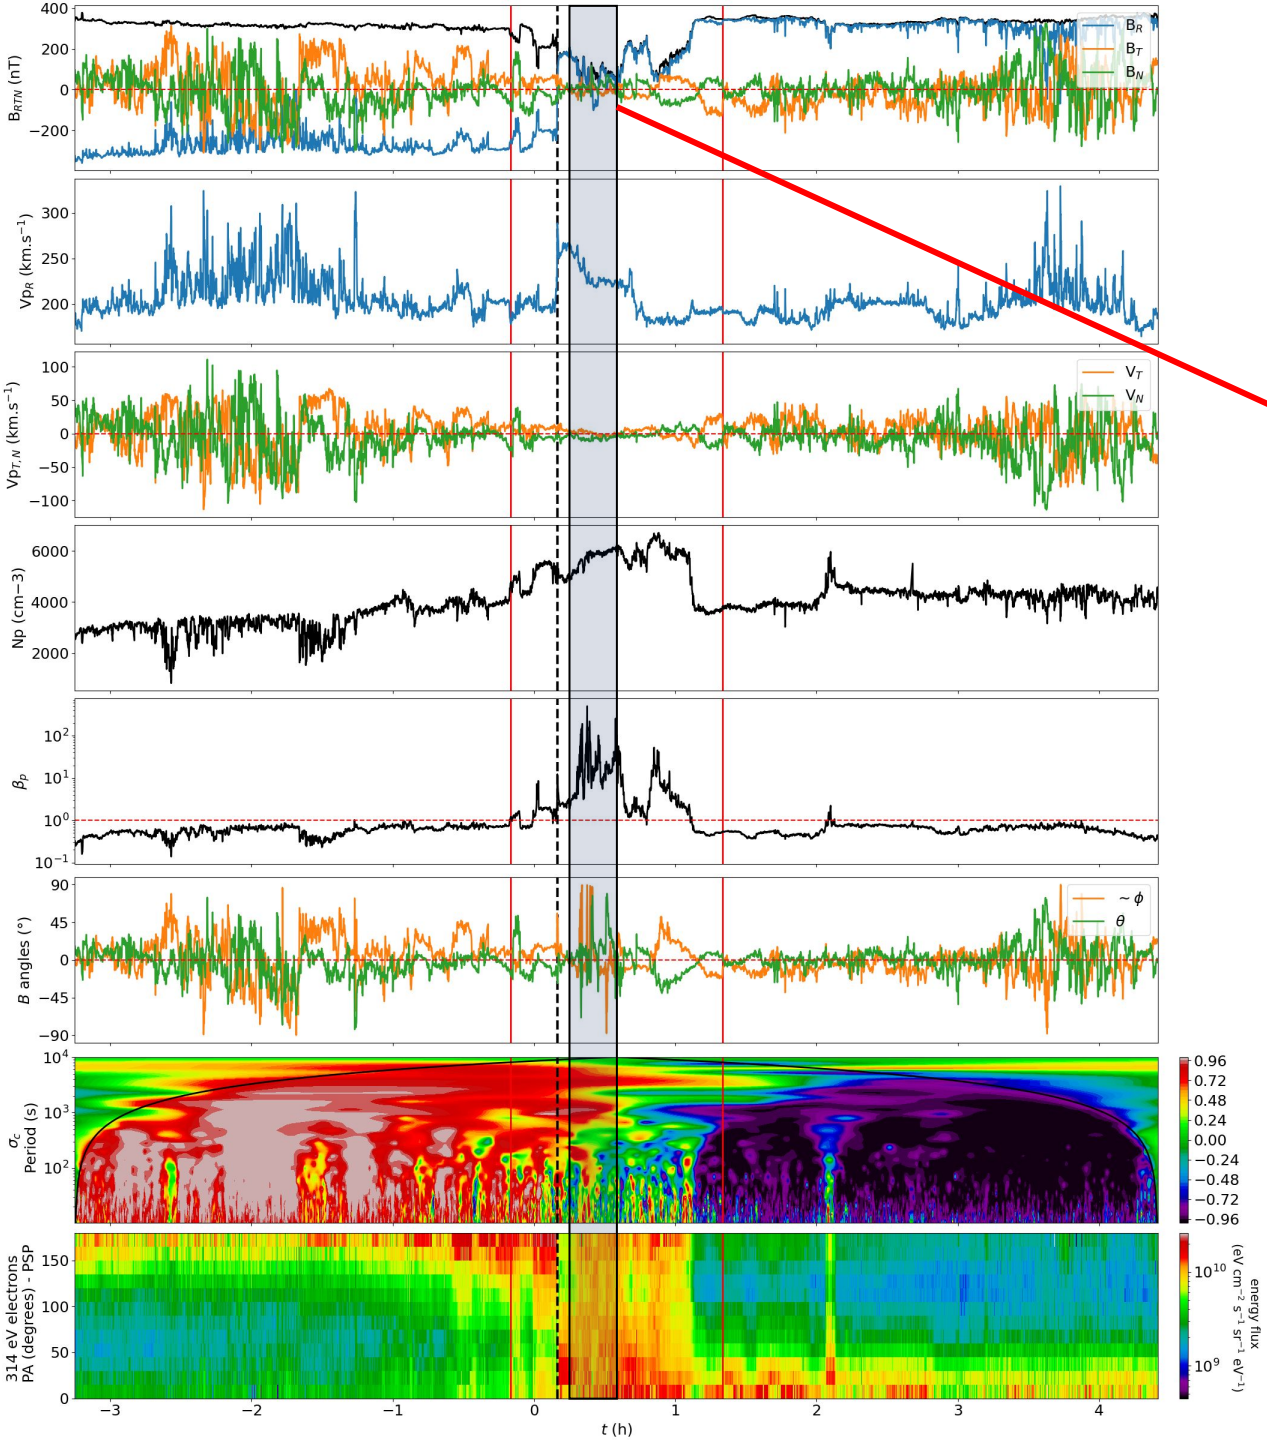 400
200
0
−200
B_RTN (nT)
B_R
B_T
B_N
300
250
200
Vp_R (km.s⁻¹)
100
50
0
−50
−100
Vp_T,N (km.s⁻¹)
V_T
V_N
6000
4000
2000
Np (cm−3)
10²
10¹
10⁰
10⁻¹
β_p
90
45
0
−45
−90
B angles (°)
~ ϕ
θ
10⁴
10³
10²
σ_c
Period (s)
0.96
0.72
0.48
0.24
0.00
−0.24
−0.48
−0.72
−0.96
150
100
50
0
314 eV electrons
PA (degrees) - PSP
10¹⁰
10⁹
energy flux
(eV cm⁻² s⁻¹ sr⁻¹ eV⁻¹)
−3 −2 −1 0 1 2 3 4
t (h)